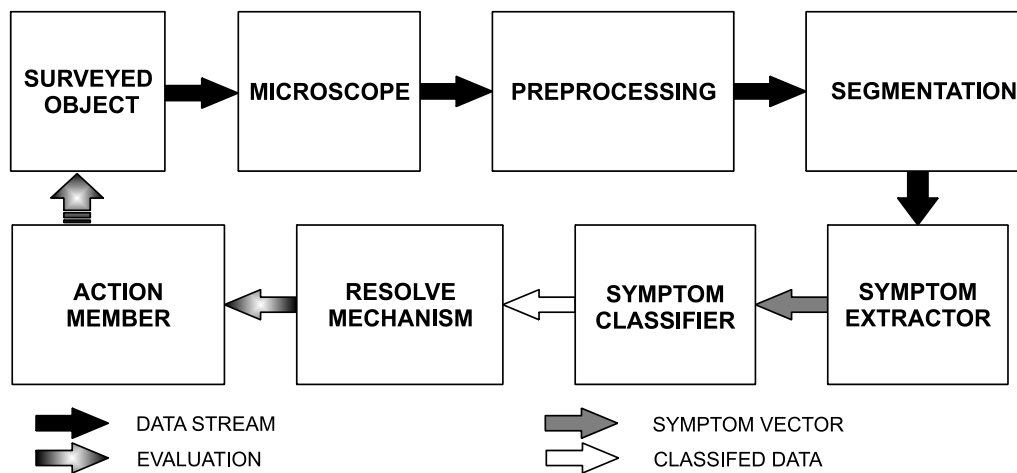 SURVEYED
OBJECT
MICROSCOPE
PREPROCESSING
SEGMENTATION
ACTION
MEMBER
RESOLVE
MECHANISM
SYMPTOM
CLASSIFIER
SYMPTOM
EXTRACTOR
DATA STREAM
SYMPTOM VECTOR
EVALUATION
CLASSIFED DATA